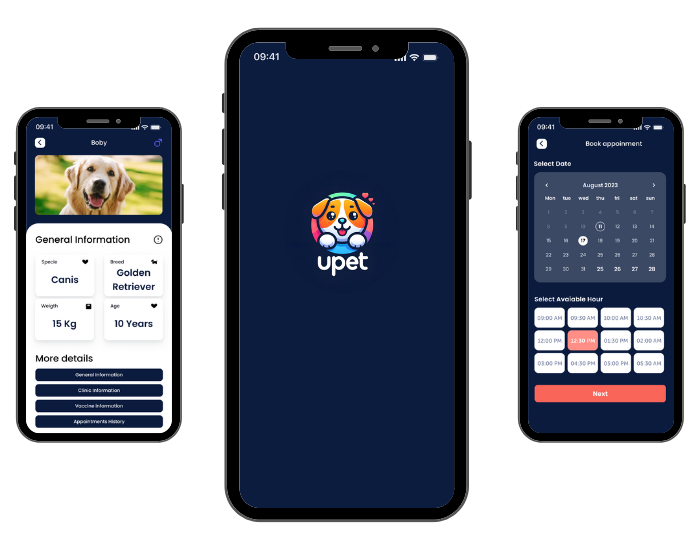 09:41
Baby
General Information
Specie
Canis
Breed
Golden
Retriever
Weigth
15 Kg
Age
10 Years
More details
General Information
Clinic Information
Vaccine Information
Appointments History
09:41
upet
09:41
Book appoinment
Select Date
August 2023
Mon tue wed thu fri sat sun
1 2 3 4 5 6 7
8 9 10 11 12 13 14
15 16 17 18 19 20 21
22 23 24 25 26 27 28
29 30 31 25 26 27 28
Select Avaiable Hour
09:00 AM 09:30 AM 10:00 AM 10:30 AM
12:00 PM 12:30 PM 01:30 PM 02:00 AM
03:00 PM 04:30 PM 05:00 PM 05:30 AM
Next